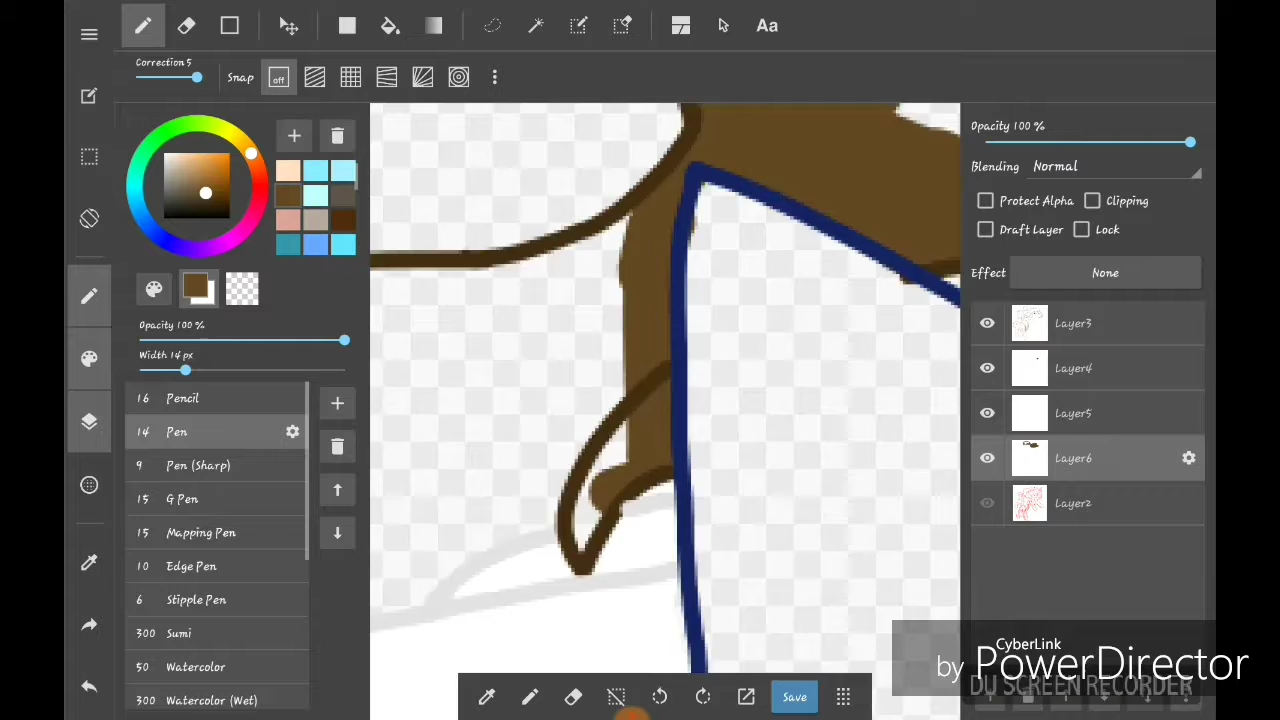 Aa
Correction 5
Snap
off
Opacity 100 %
Width 14 px
16 Pencil
14 Pen
9 Pen (Sharp)
15 G Pen
15 Mapping Pen
10 Edge Pen
6 Stipple Pen
300 Sumi
50 Watercolor
300 Watercolor (Wet)
Opacity 100 %
Blending Normal
Protect Alpha Clipping
Draft Layer Lock
Effect None
Layer3
Layer4
Layer5
Layer6
Layer2
Save
CyberLink
by PowerDirector
DU SCREEN RECORDER